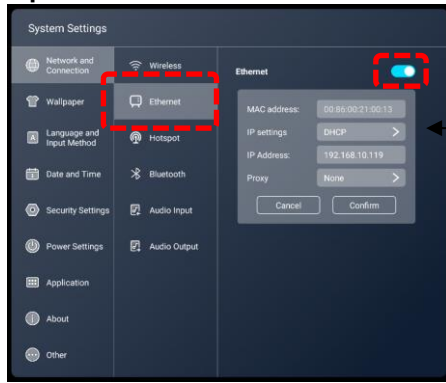 System Settings
Network and
Connection
Wallpaper
Language and
Input Method
Date and Time
Security Settings
Power Settings
Application
About
Other
Wireless
Ethernet
Hotspot
Bluetooth
Audio Input
Audio Output
Ethernet
MAC address: 00:86:00:21:00:13
IP settings DHCP
IP Address: 192.168.10.119
Proxy None
Cancel Confirm